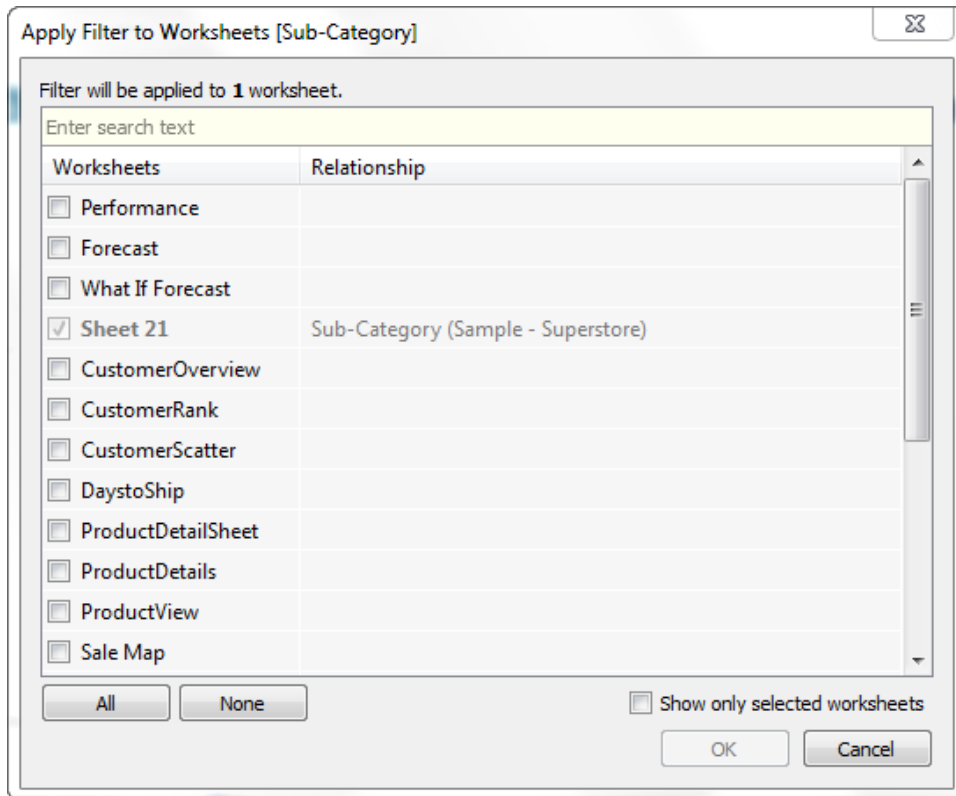 Apply Filter to Worksheets [Sub-Category]
Filter will be applied to 1 worksheet.
Enter search text
Worksheets Relationship
Performance
Forecast
What If Forecast
Sheet 21 Sub-Category (Sample - Superstore)
CustomerOverview
CustomerRank
CustomerScatter
DaystoShip
ProductDetailSheet
ProductDetails
ProductView
Sale Map
All None Show only selected worksheets
OK Cancel